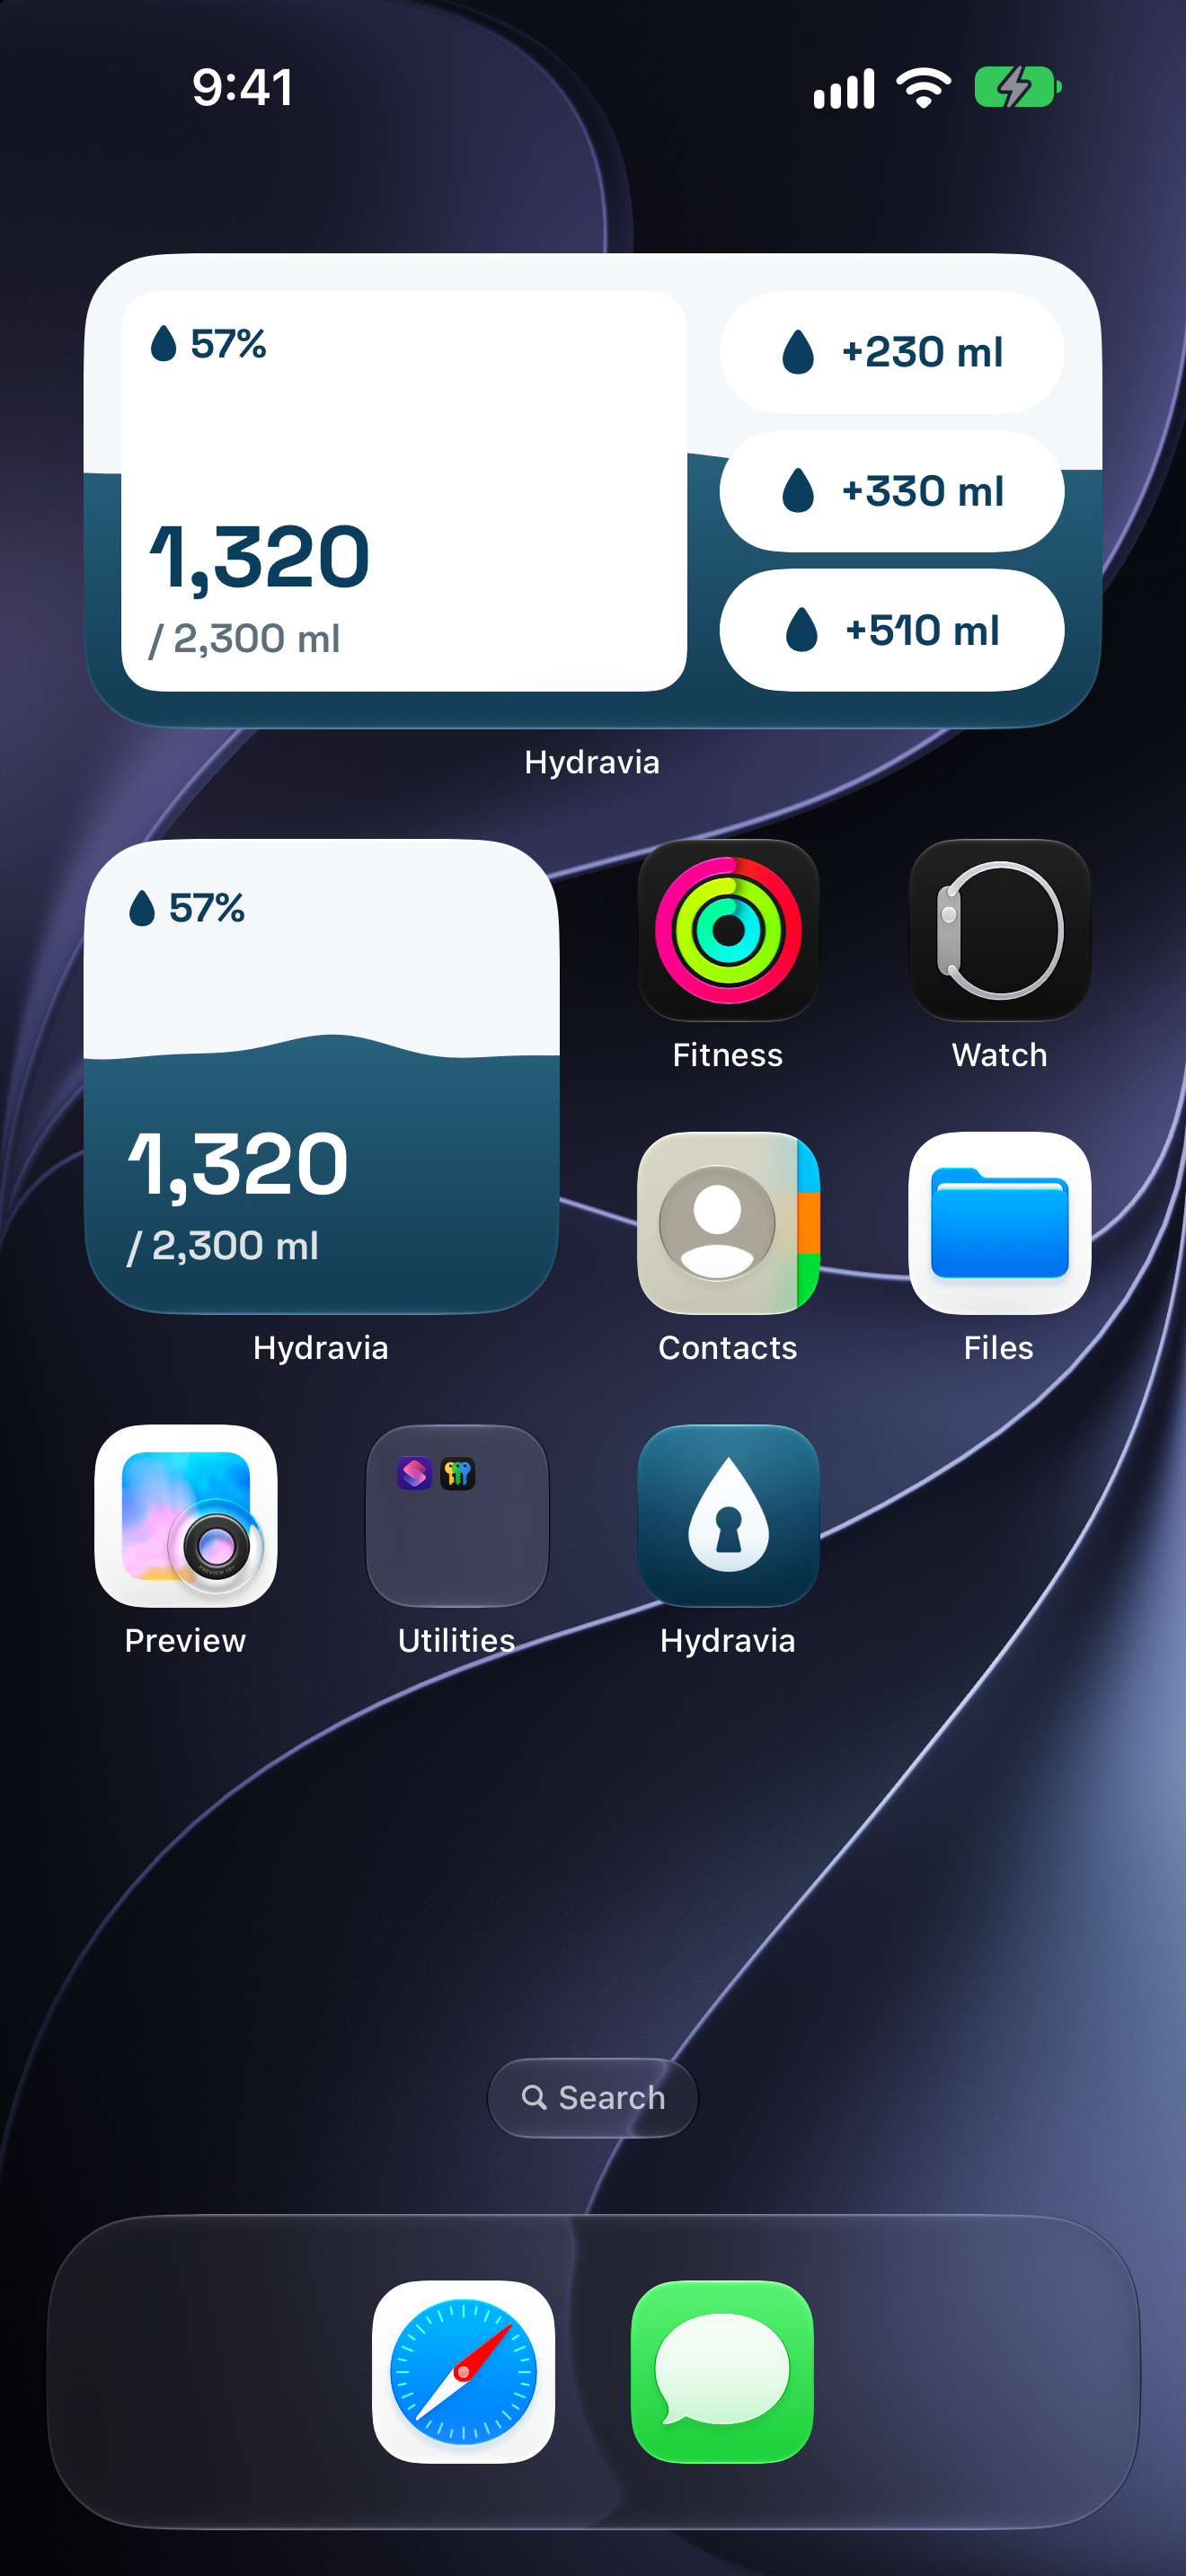 9:41
57%
1,320
/ 2,300 ml
+230 ml
+330 ml
+510 ml
Hydravia
57%
1,320
/ 2,300 ml
Hydravia
Fitness
Watch
Contacts
Files
Preview
Utilities
Hydravia
Search